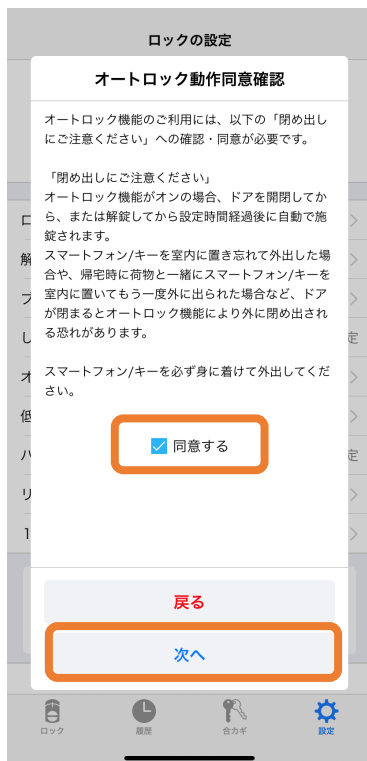 ロックの設定
オートロック動作同意確認
オートロック機能のご利用には、以下の「閉め出し
にご注意ください」への確認・同意が必要です。
「閉め出しにご注意ください」
オートロック機能がオンの場合、ドアを開閉してか
ら、または解錠してから設定時間経過後に自動で施
錠されます。
スマートフォン/キーを室内に置き忘れて外出した場
合や、帰宅時に荷物と一緒にスマートフォン/キーを
室内に置いてもう一度外に出られた場合など、ドア
が閉まるとオートロック機能により外に閉め出され
る恐れがあります。
スマートフォン/キーを必ず身に着けて外出してくだ
さい。
同意する
戻る
次へ
ロ
解
ブ
し
定
オ
低
ハ
定
リ
1
ロック
履歴
合カギ
設定